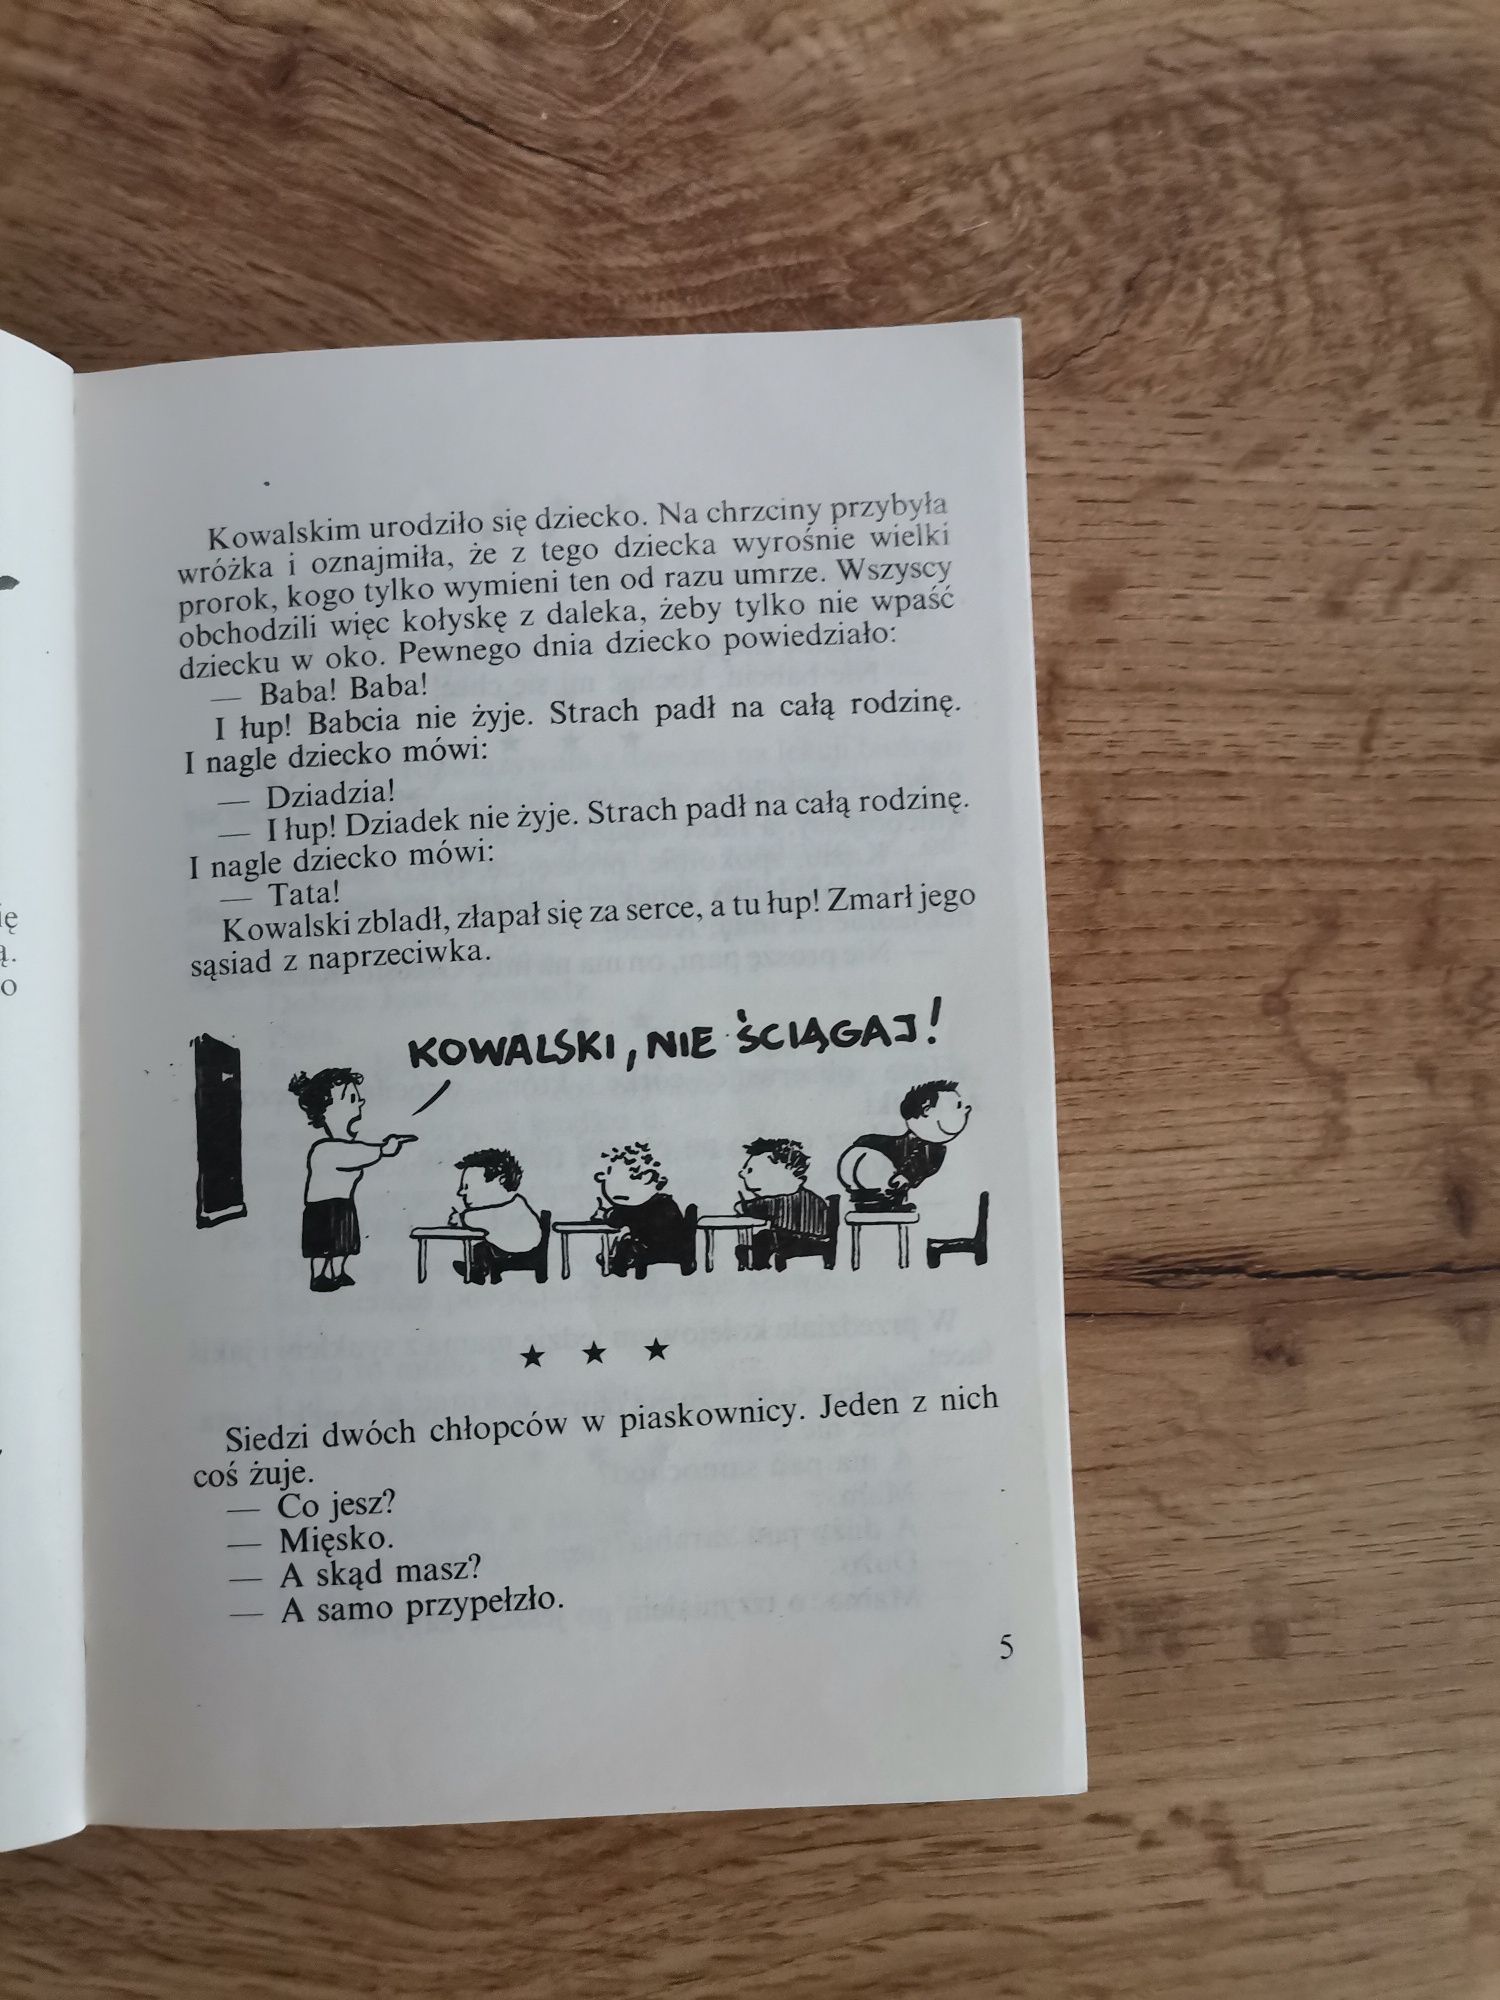 Kowalskim urodziło się dziecko. Na chrzciny przybyła
wróżka i oznajmiła, że z tego dziecka wyrośnie wielki
prorok, kogo tylko wymieni ten od razu umrze. Wszyscy
obchodzili więc kołyskę z daleka, żeby tylko nie wpaść
dziecku w oko. Pewnego dnia dziecko powiedziało:
— Baba! Baba!
I łup! Babcia nie żyje. Strach padł na całą rodzinę.
I nagle dziecko mówi:
— Dziadzia!
— I łup! Dziadek nie żyje. Strach padł na całą rodzinę.
I nagle dziecko mówi:
— Tata!
Kowalski zbladł, złapał się za serce, a tu łup! Zmarł jego
sąsiad z naprzeciwka.
KOWALSKI, NIE ŚCIĄGAJ!
★ ★ ★
Siedzi dwóch chłopców w piaskownicy. Jeden z nich
coś żuje.
— Co jesz?
— Mięsko.
— A skąd masz?
— A samo przypełzło.
5